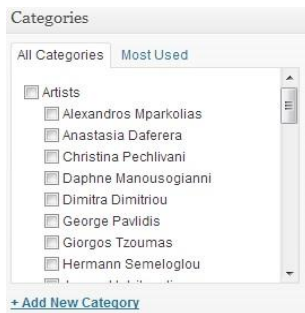 Categories
All Categories Most Used
Artists
Alexandros Mparkolias
Anastasia Daferera
Christina Pechlivani
Daphne Manousogianni
Dimitra Dimitriou
George Pavlidis
Giorgos Tzoumas
Hermann Semeloglou
+ Add New Category